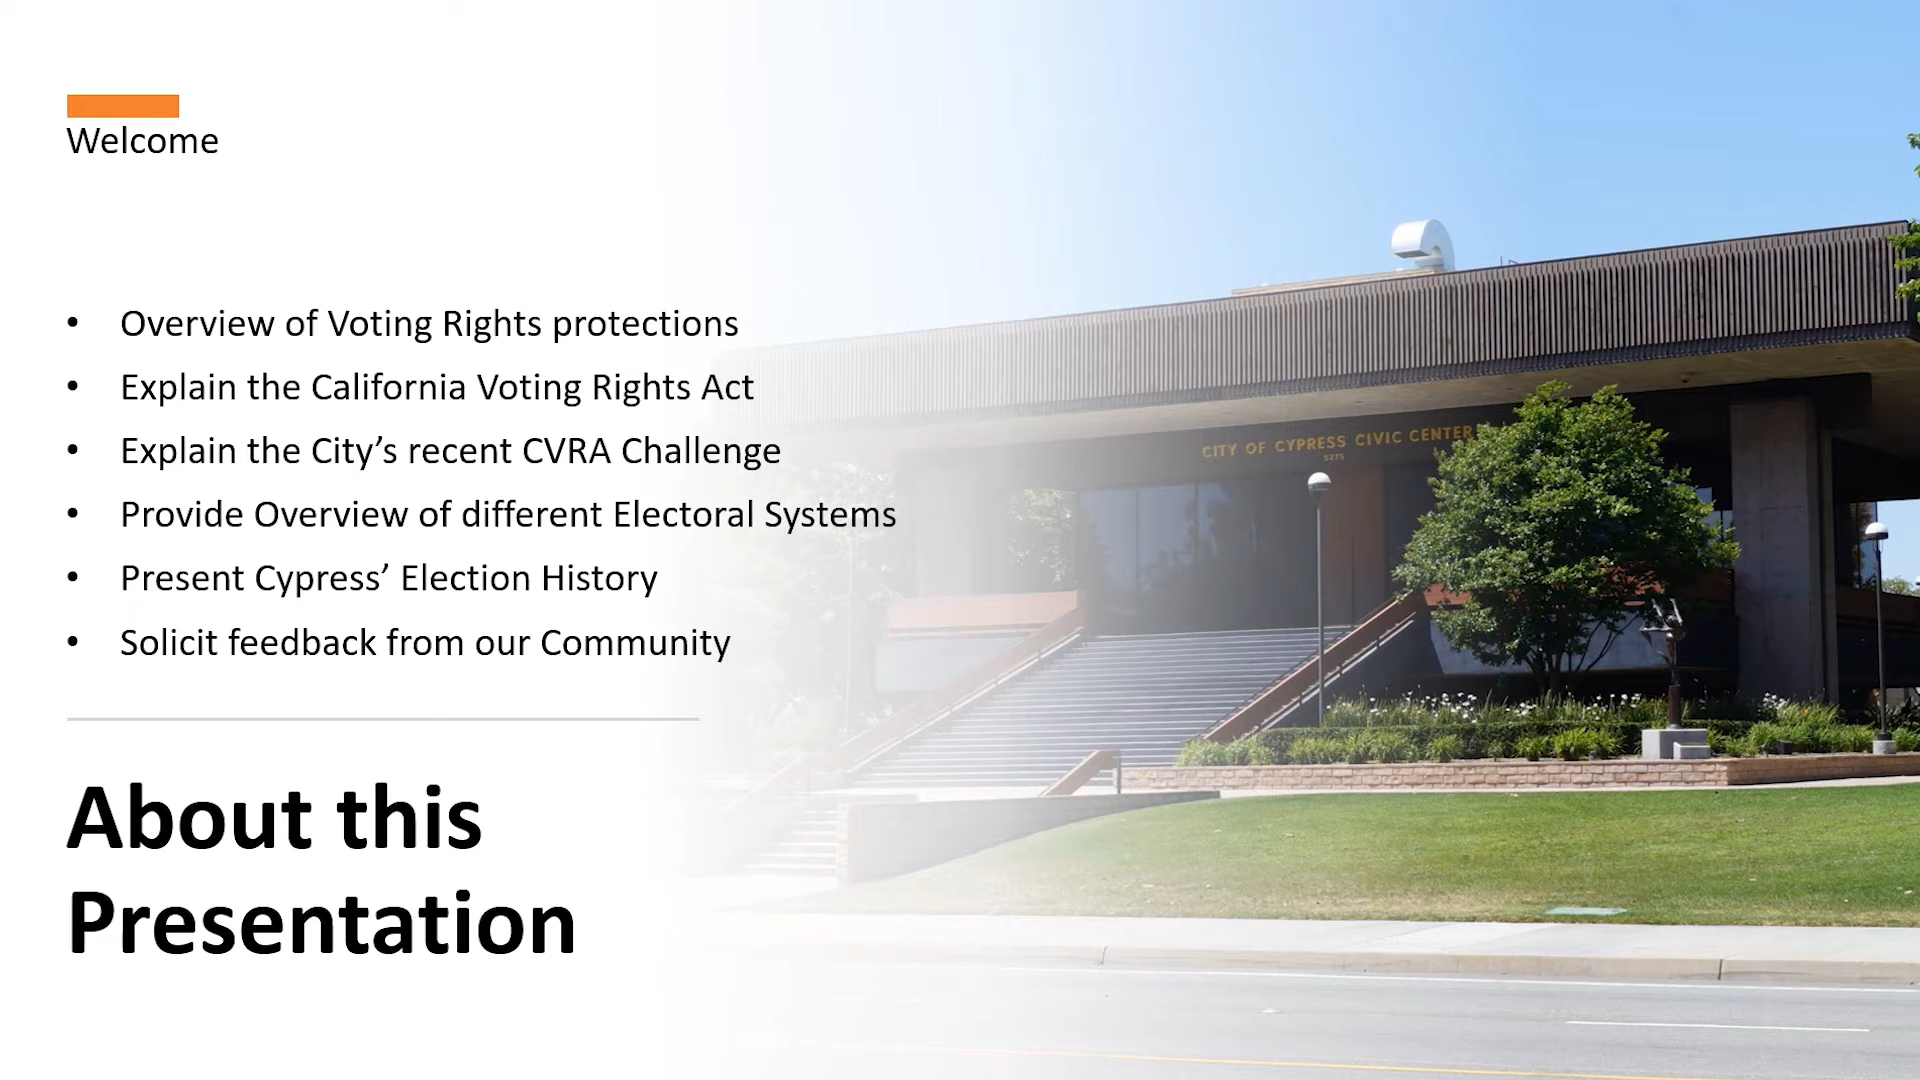 Welcome
• Overview of Voting Rights protections
• Explain the California Voting Rights Act
• Explain the City’s recent CVRA Challenge
• Provide Overview of different Electoral Systems
• Present Cypress’ Election History
• Solicit feedback from our Community
About this
Presentation
CITY OF CYPRESS CIVIC CENTER
5275